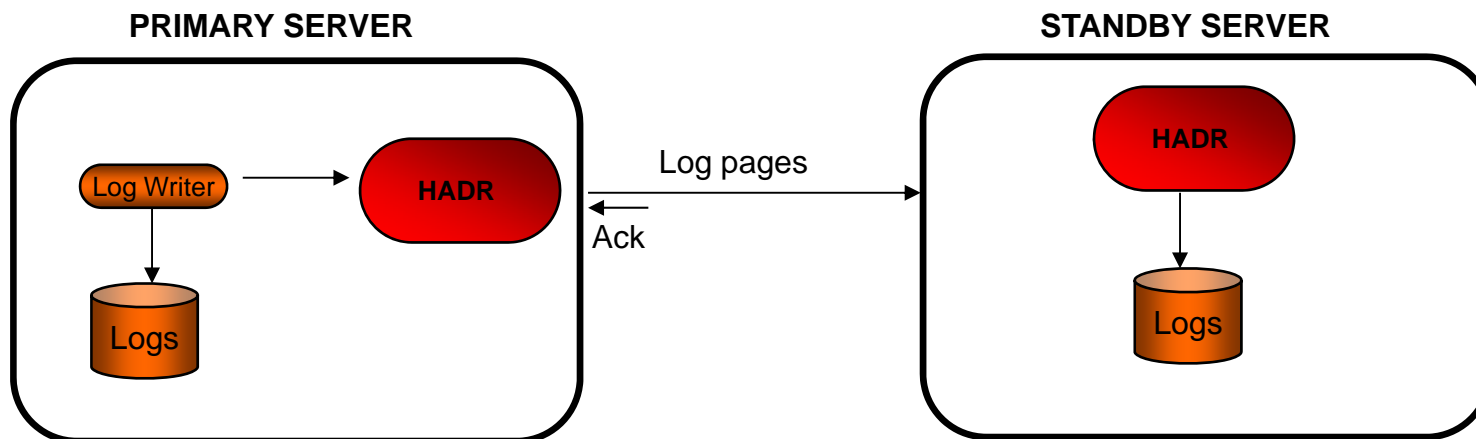 PRIMARY SERVER
STANDBY SERVER
HADR
Log Writer
HADR
Log pages
Ack
Logs
Logs